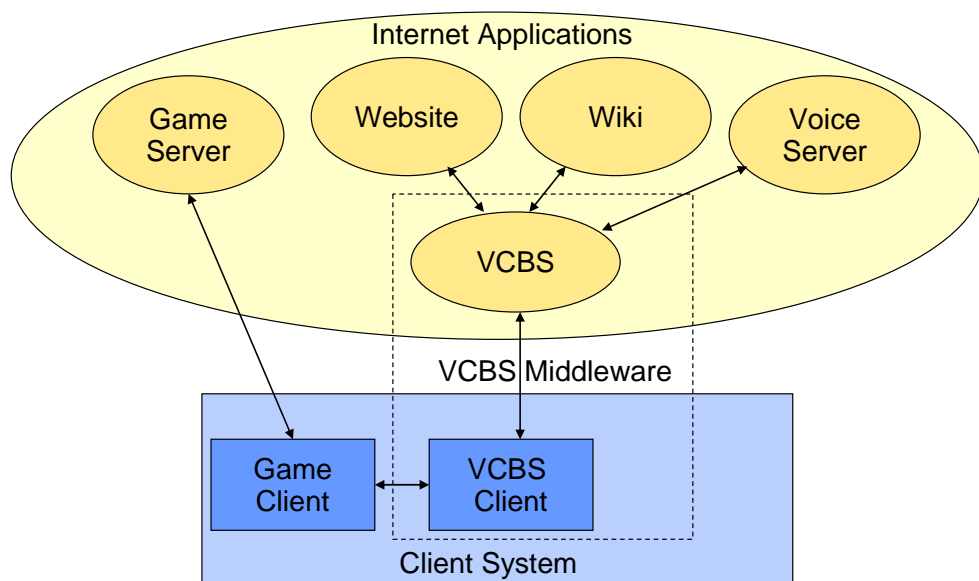 Internet Applications
Game
Server
Website
Wiki
Voice
Server
VCBS
VCBS Middleware
Game
Client
VCBS
Client
Client System